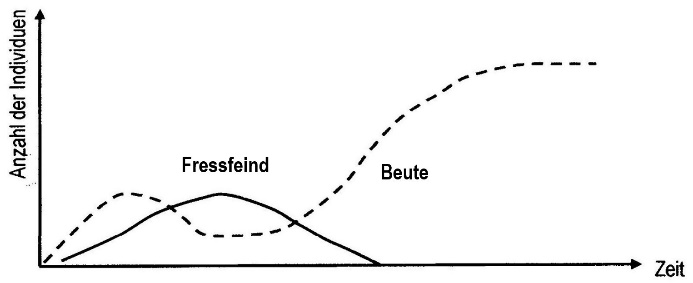 Anzahl der Individuen
Fressfeind
Beute
Zeit